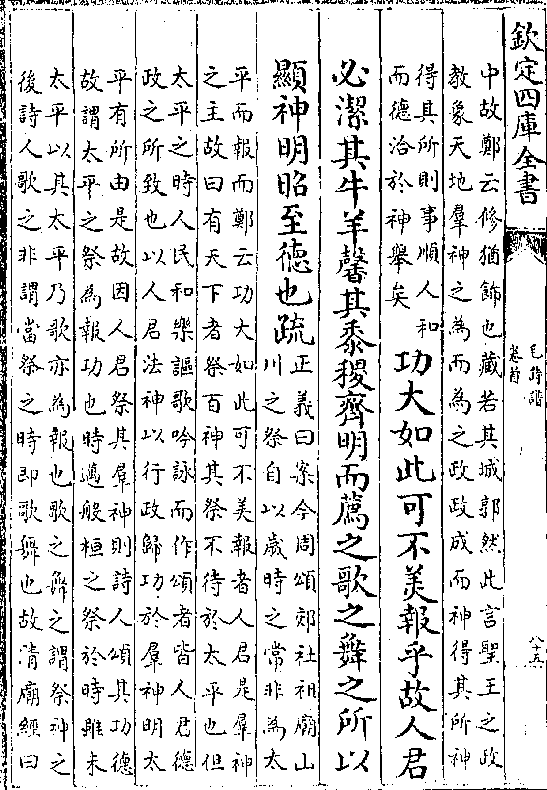 欽定四庫全書
毛詩譜
卷首
八十五
中故鄭云修猶飾也藏若其城郭然此言聖王之政
教象天地羣神之為而為之政政成而神得其所神
得其所則事順人和
而德洽於神舉矣
功大如此可不美報乎故人君
必潔其牛羊馨其黍稷齊明而薦之歌之舞之所以
顯神明昭至德也疏
正義曰案今周頌郊社祖廟山
川之祭自以歲時之常非為太
平而報而鄭云功大如此可不美報者人君是羣神
之主故曰有天下者祭百神其祭不待於太平也但
太平之時人民和樂謳歌吟詠而作頌者皆人君德
政之所致也以人君法神以行政歸功於羣神明太
平有所由是故因人君祭其羣神則詩人頌其功德
故謂太平之祭為報功也時邁般桓之祭於時雖未
太平以其太平乃歌亦為報也歌之舞之謂祭神之
後詩人歌之非謂當祭之時即歌舞也故清廟經曰